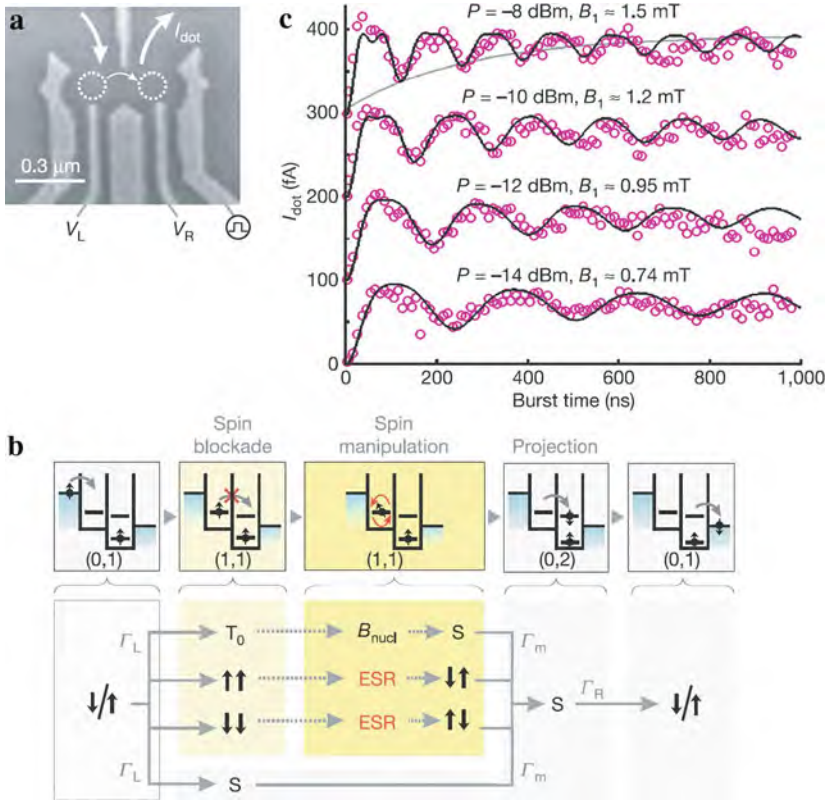 a
I_dot
0.3 μm
V_L
V_R
c
I_dot (fA)
400
300
200
100
0
P = –8 dBm, B_1 ≈ 1.5 mT
P = –10 dBm, B_1 ≈ 1.2 mT
P = –12 dBm, B_1 ≈ 0.95 mT
P = –14 dBm, B_1 ≈ 0.74 mT
0
200
400
600
800
1,000
Burst time (ns)
b
Spin blockade
Spin manipulation
Projection
(0,1)
(1,1)
(1,1)
(0,2)
(0,1)
Γ_L
T_0
B_nucl
S
Γ_m
↓/↑
↑↑
ESR
↓↑
S
Γ_R
↓/↑
↓↓
ESR
↑↓
Γ_L
S
Γ_m